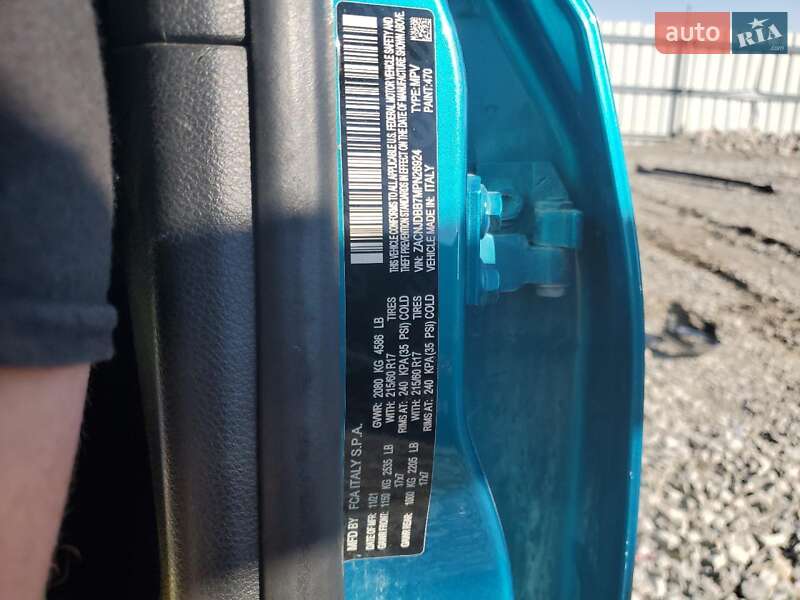 auto RIA
MFD BY FCA ITALY S.P.A.
DATE OF MFR: 11/21 GVWR: 2080 KG 4586 LB
GAWR FRONT: 1150 KG 2535 LB WITH: 215/60 R17 TIRES
17x7 RIMS AT: 240 KPA(35 PSI) COLD
GAWR REAR: 1000 KG 2205 LB WITH: 215/60 R17 TIRES
17x7 RIMS AT: 240 KPA(35 PSI) COLD
THIS VEHICLE CONFORMS TO ALL APPLICABLE U.S. FEDERAL MOTOR VEHICLE SAFETY AND
THEFT PREVENTION STANDARDS IN EFFECT ON THE DATE OF MANUFACTURE SHOWN ABOVE.
VIN: ZACNJDBB7MPN26924 TYPE: MPV
VEHICLE MADE IN: ITALY PAINT: 470